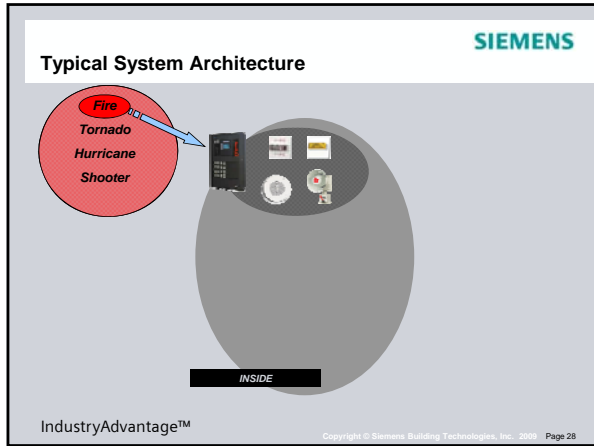 SIEMENS
Typical System Architecture
Fire
Tornado
Hurricane
Shooter
INSIDE
IndustryAdvantage™
Copyright © Siemens Building Technologies, Inc. 2009 Page 28